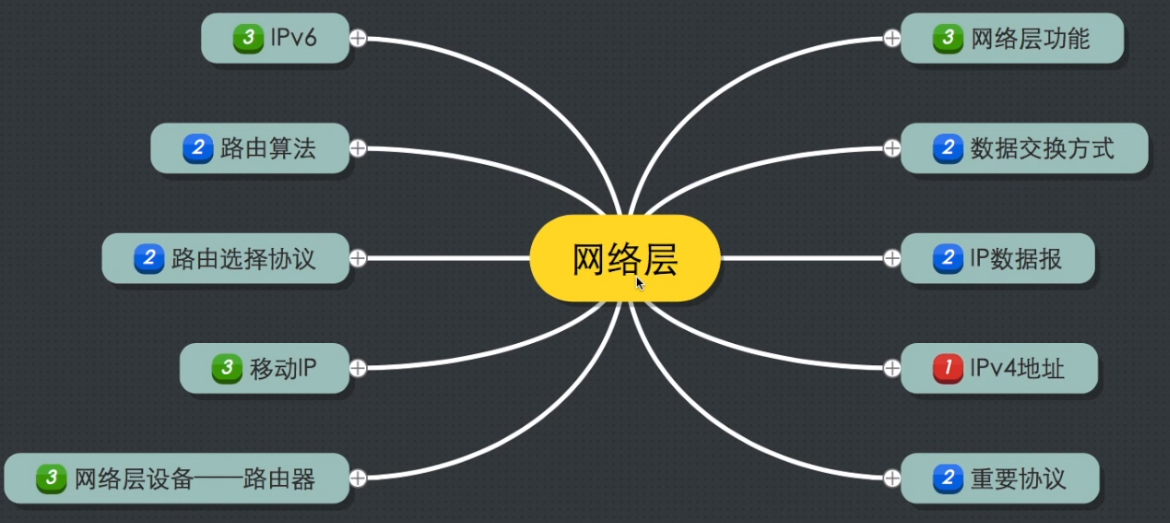 3 IPv6
2 路由算法
2 路由选择协议
3 移动IP
3 网络层设备——路由器
网络层
3 网络层功能
2 数据交换方式
2 IP数据报
1 IPv4地址
2 重要协议